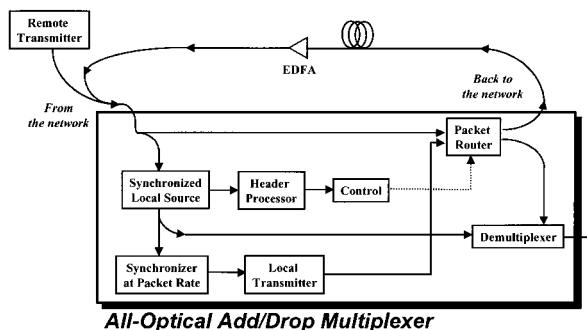 Remote
Transmitter
EDFA
From
the network
Back to
the network
Packet
Router
Synchronized
Local Source
Header
Processor
Control
Demultiplexer
Synchronizer
at Packet Rate
Local
Transmitter
All-Optical Add/Drop Multiplexer